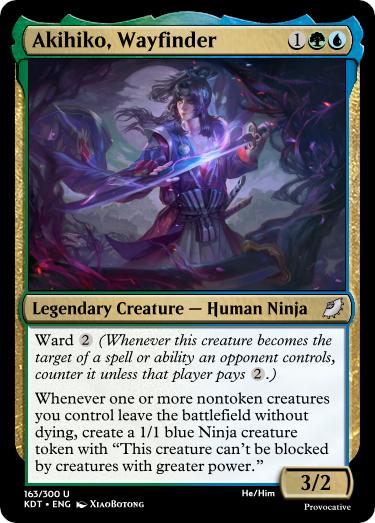 Akihiko, Wayfinder 1
Legendary Creature — Human Ninja
Ward 2 (Whenever this creature becomes the
target of a spell or ability an opponent controls,
counter it unless that player pays 2.)
Whenever one or more nontoken creatures
you control leave the battlefield without
dying, create a 1/1 blue Ninja creature
token with “This creature can’t be blocked
by creatures with greater power.”
3/2
163/300 U
He/Him
KDT • ENG XiaoBotong
Provocative